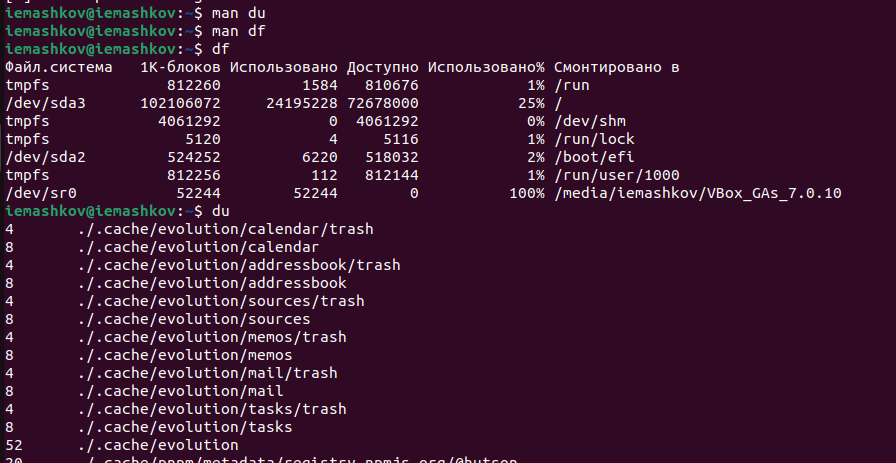 iemashkov@iemashkov:~$ man du
iemashkov@iemashkov:~$ man df
iemashkov@iemashkov:~$ df
Файл.система   1K-блоков Использовано Доступно Использовано% Смонтировано в
tmpfs             812260         1584   810676            1% /run
/dev/sda3      102106072     24195228 72678000           25% /
tmpfs            4061292            0  4061292            0% /dev/shm
tmpfs               5120            4     5116            1% /run/lock
/dev/sda2         524252         6220   518032            2% /boot/efi
tmpfs             812256          112   812144            1% /run/user/1000
/dev/sr0           52244        52244        0          100% /media/iemashkov/VBox_GAs_7.0.10
iemashkov@iemashkov:~$ du
4       ./.cache/evolution/calendar/trash
8       ./.cache/evolution/calendar
4       ./.cache/evolution/addressbook/trash
8       ./.cache/evolution/addressbook
4       ./.cache/evolution/sources/trash
8       ./.cache/evolution/sources
4       ./.cache/evolution/memos/trash
8       ./.cache/evolution/memos
4       ./.cache/evolution/mail/trash
8       ./.cache/evolution/mail
4       ./.cache/evolution/tasks/trash
8       ./.cache/evolution/tasks
52      ./.cache/evolution
20